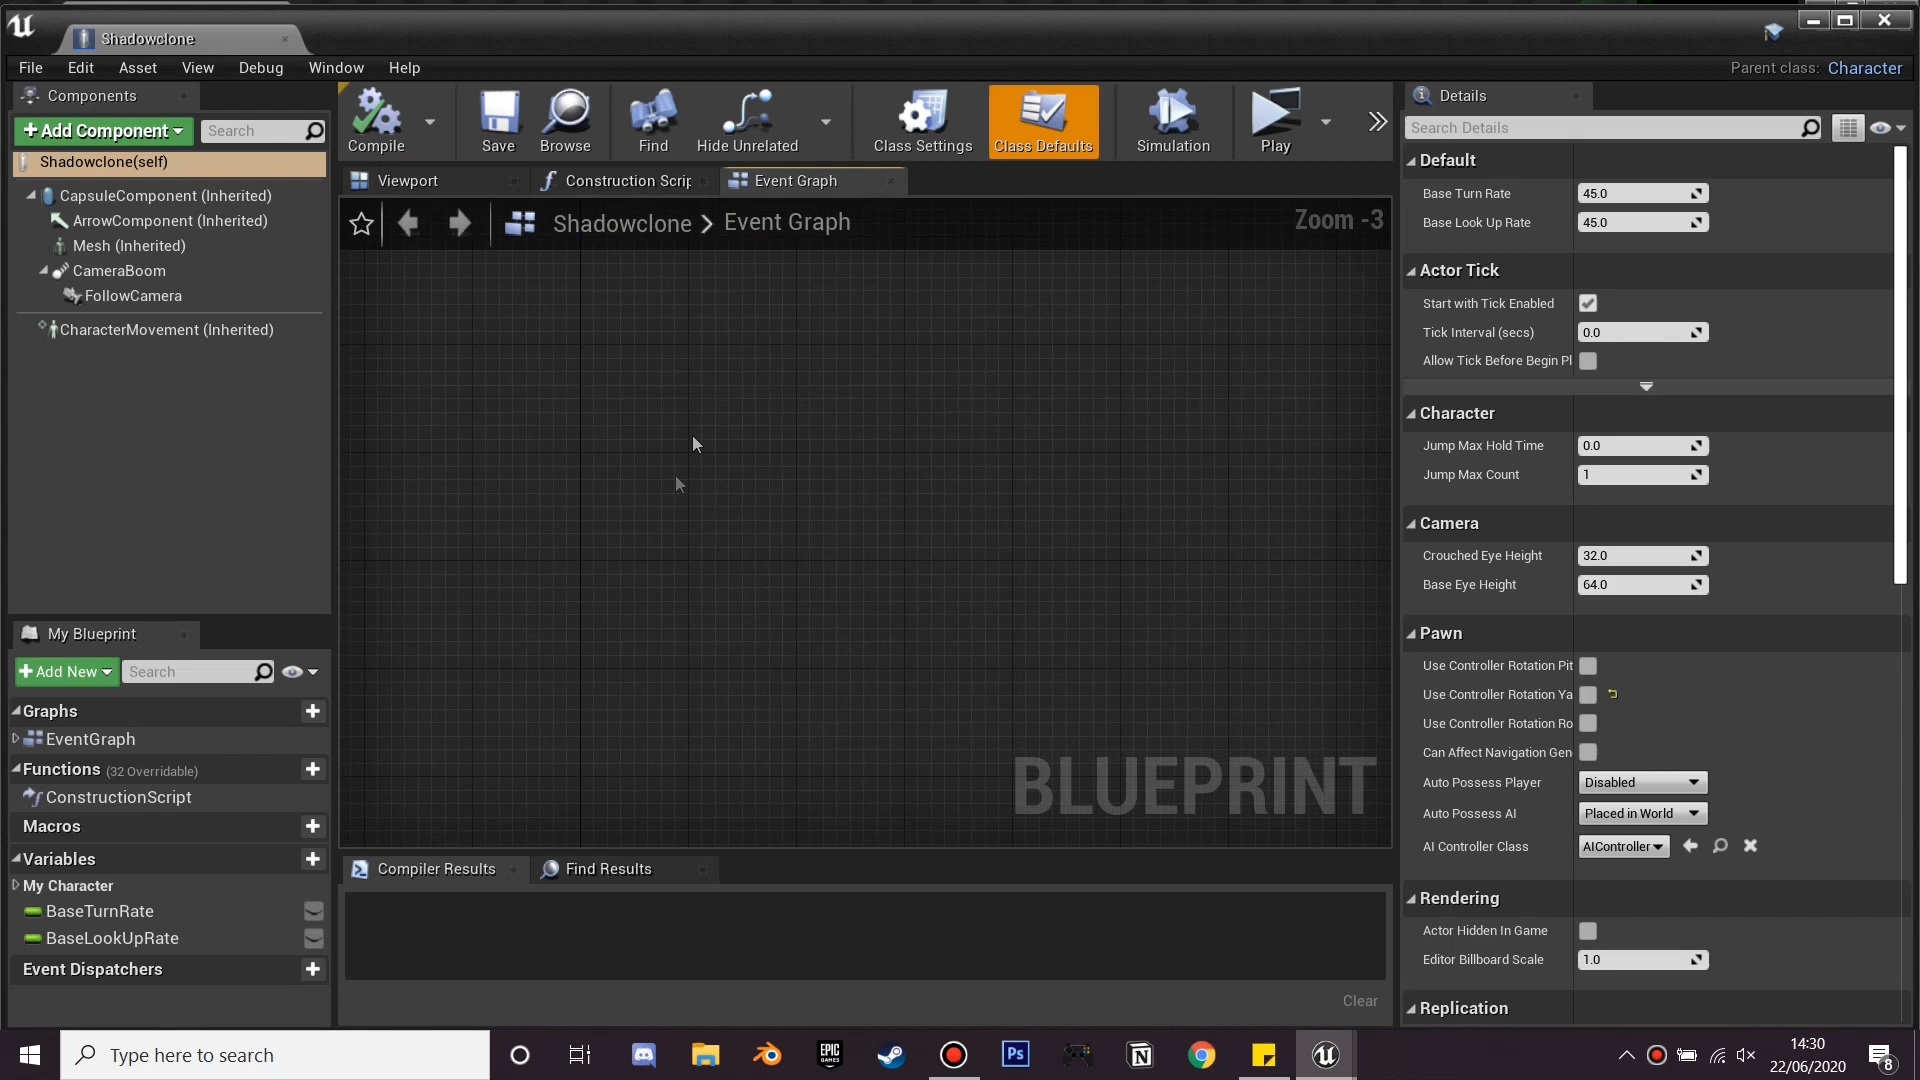 Shadowclone
File Edit Asset View Debug Window Help
Parent class: Character
Components
+ Add Component
Search
Shadowclone(self)
CapsuleComponent (Inherited)
ArrowComponent (Inherited)
Mesh (Inherited)
CameraBoom
FollowCamera
CharacterMovement (Inherited)
My Blueprint
+ Add New
Search
Graphs
EventGraph
Functions (32 Overridable)
ConstructionScript
Macros
Variables
My Character
BaseTurnRate
BaseLookUpRate
Event Dispatchers
Compile
Save
Browse
Find
Hide Unrelated
Class Settings
Class Defaults
Simulation
Play
Viewport
Construction Scrip
Event Graph
Shadowclone > Event Graph
Zoom -3
BLUEPRINT
Compiler Results
Find Results
Clear
Details
Search Details
Default
Base Turn Rate 45.0
Base Look Up Rate 45.0
Actor Tick
Start with Tick Enabled
Tick Interval (secs) 0.0
Allow Tick Before Begin Pl
Character
Jump Max Hold Time 0.0
Jump Max Count 1
Camera
Crouched Eye Height 32.0
Base Eye Height 64.0
Pawn
Use Controller Rotation Pit
Use Controller Rotation Ya
Use Controller Rotation Ro
Can Affect Navigation Gen
Auto Possess Player Disabled
Auto Possess AI Placed in World
AI Controller Class AIController
Rendering
Actor Hidden In Game
Editor Billboard Scale 1.0
Replication
Type here to search
EPIC GAMES
Ps
14:30
22/06/2020
8